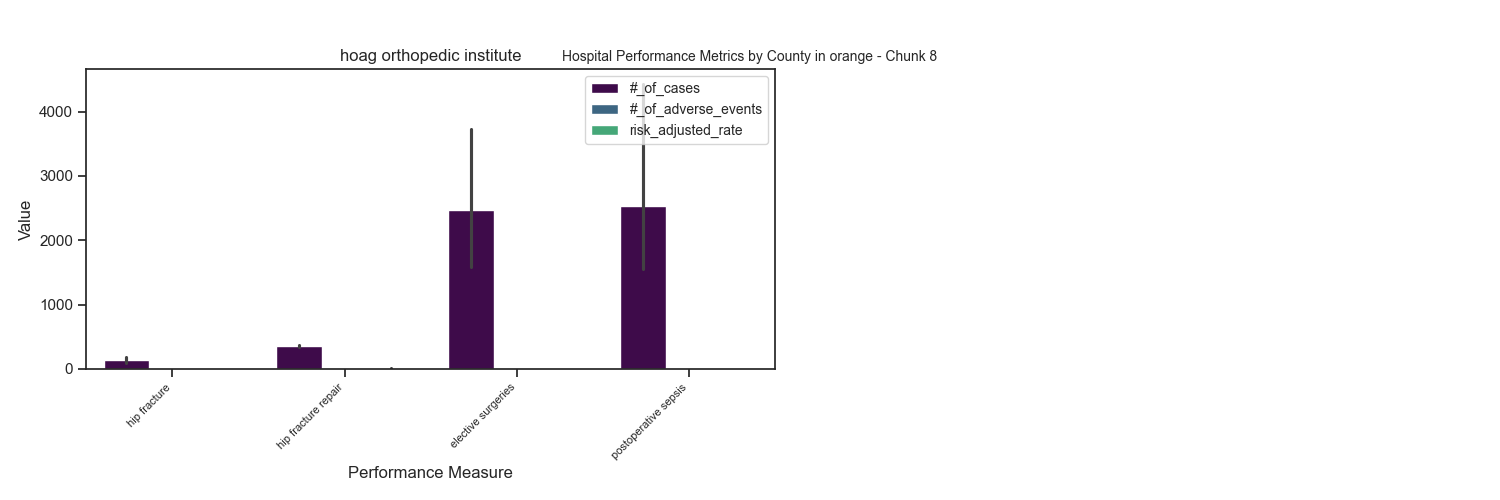 hoag orthopedic institute
Hospital Performance Metrics by County in orange - Chunk 8
#_of_cases
#_of_adverse_events
risk_adjusted_rate
Value
4000
3000
2000
1000
0
hip fracture
hip fracture repair
elective surgeries
postoperative sepsis
Performance Measure